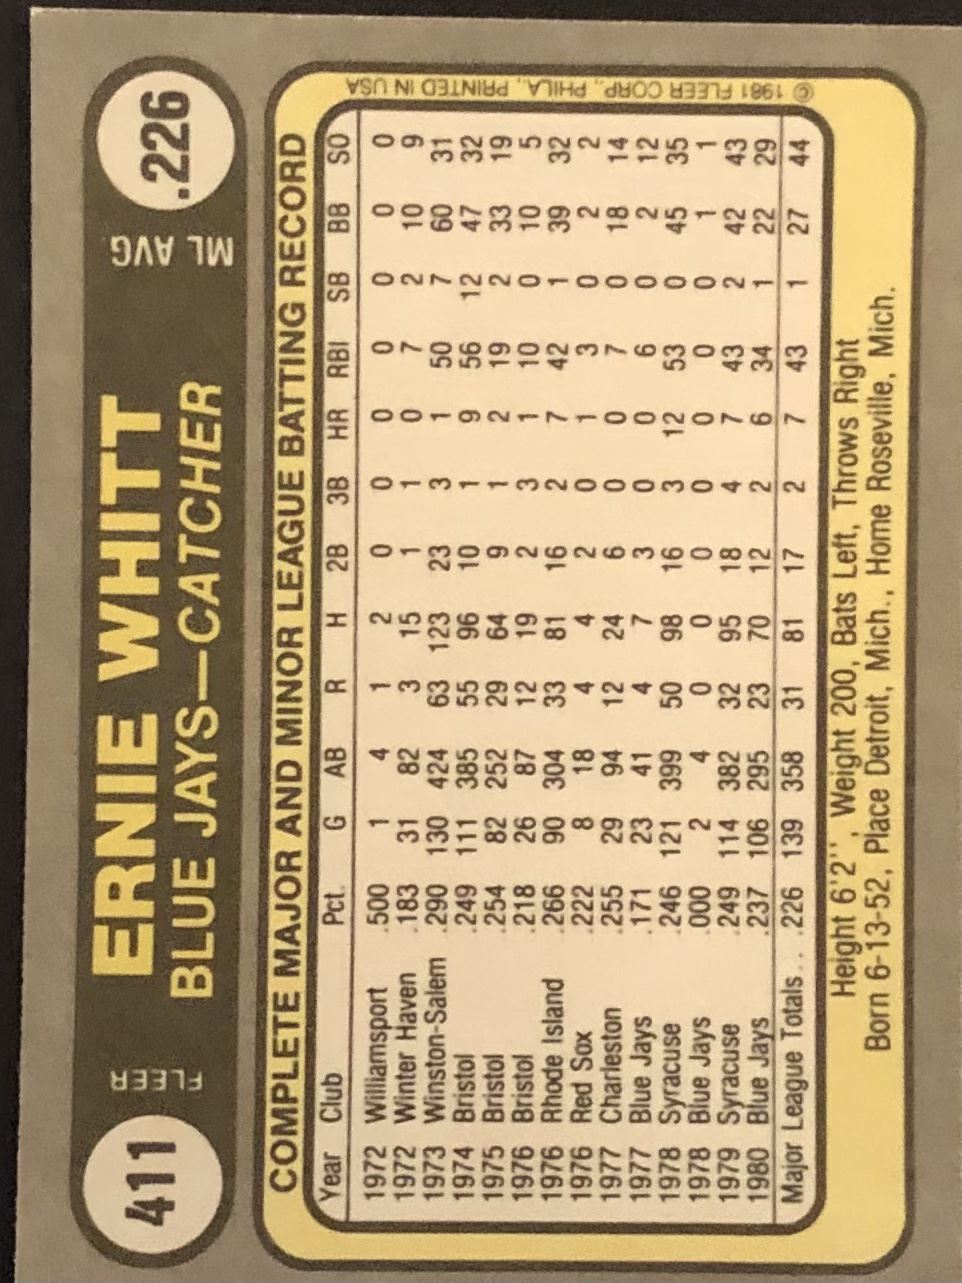 411 FLEER ERNIE WHITT ML AVG. .226
BLUE JAYS—CATCHER
COMPLETE MAJOR AND MINOR LEAGUE BATTING RECORD
Year Club Pct. G AB R H 2B 3B HR RBI SB BB SO
1972 Williamsport .500 1 4 1 2 0 0 0 0 0 0 0
1972 Winter Haven .183 31 82 3 15 1 1 0 7 2 10 9
1973 Winston-Salem .290 130 424 63 123 23 3 1 50 7 60 31
1974 Bristol .249 111 385 55 96 10 1 9 56 12 47 32
1975 Bristol .254 82 252 29 64 9 1 2 19 2 33 19
1976 Bristol .218 26 87 12 19 2 3 1 10 0 10 5
1976 Rhode Island .266 90 304 33 81 16 2 7 42 1 39 32
1976 Red Sox .222 8 18 4 4 2 0 1 3 0 2 2
1977 Charleston .255 29 94 12 24 6 0 0 7 0 18 14
1977 Blue Jays .171 23 41 4 7 3 0 0 6 0 2 12
1978 Syracuse .246 121 399 50 98 16 3 12 53 0 45 35
1978 Blue Jays .000 2 4 0 0 0 0 0 0 0 1 1
1979 Syracuse .249 114 382 32 95 18 4 7 43 2 42 43
1980 Blue Jays .237 106 295 23 70 12 2 6 34 1 22 29
Major League Totals... .226 139 358 31 81 17 2 7 43 1 27 44
Height 6'2'', Weight 200, Bats Left, Throws Right
Born 6-13-52, Place Detroit, Mich., Home Roseville, Mich.
© 1981 FLEER CORP., PHILA., PRINTED IN USA